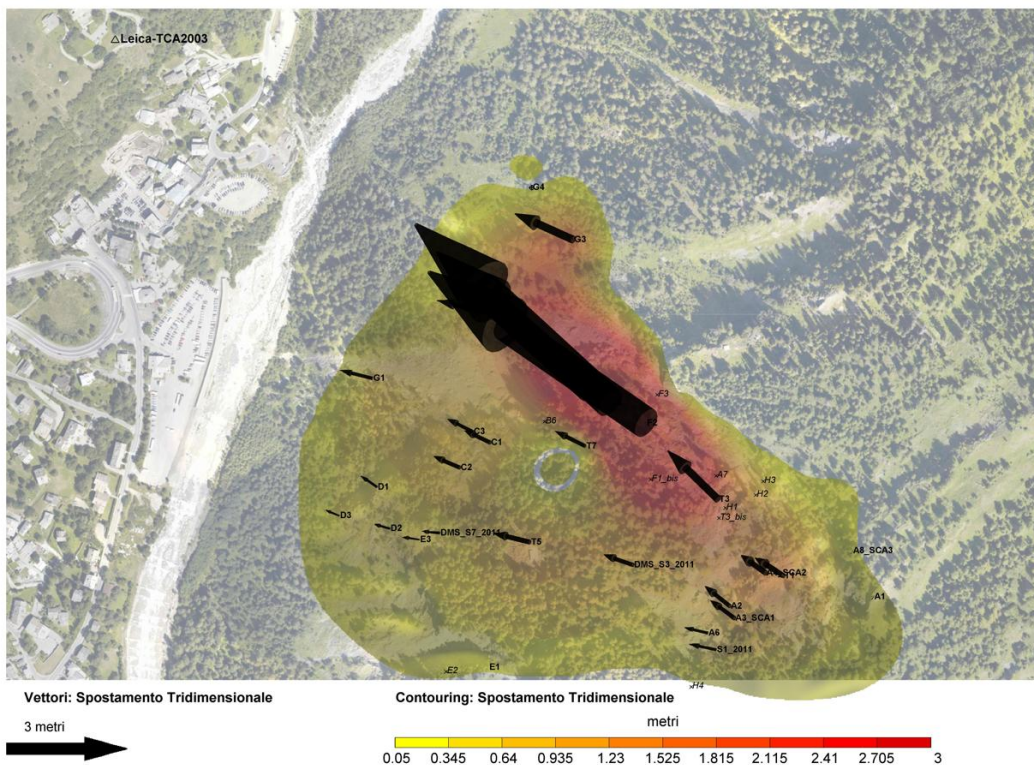 △Leica-TCA2003
G4
G3
F3
F2
G1
B6
C3
C1
T7
C2
F1_bis
A7
H3
D1
H2
T3
H1
D3
T3_bis
D2
DMS_S7_2011
E3
T5
A8_SCA3
DMS_S3_2011
SCA2
A1
A2
A3_SCA1
A6
S1_2011
E1
E2
H4
Vettori: Spostamento Tridimensionale
Contouring: Spostamento Tridimensionale
3 metri
metri
0.05 0.345 0.64 0.935 1.23 1.525 1.815 2.115 2.41 2.705 3